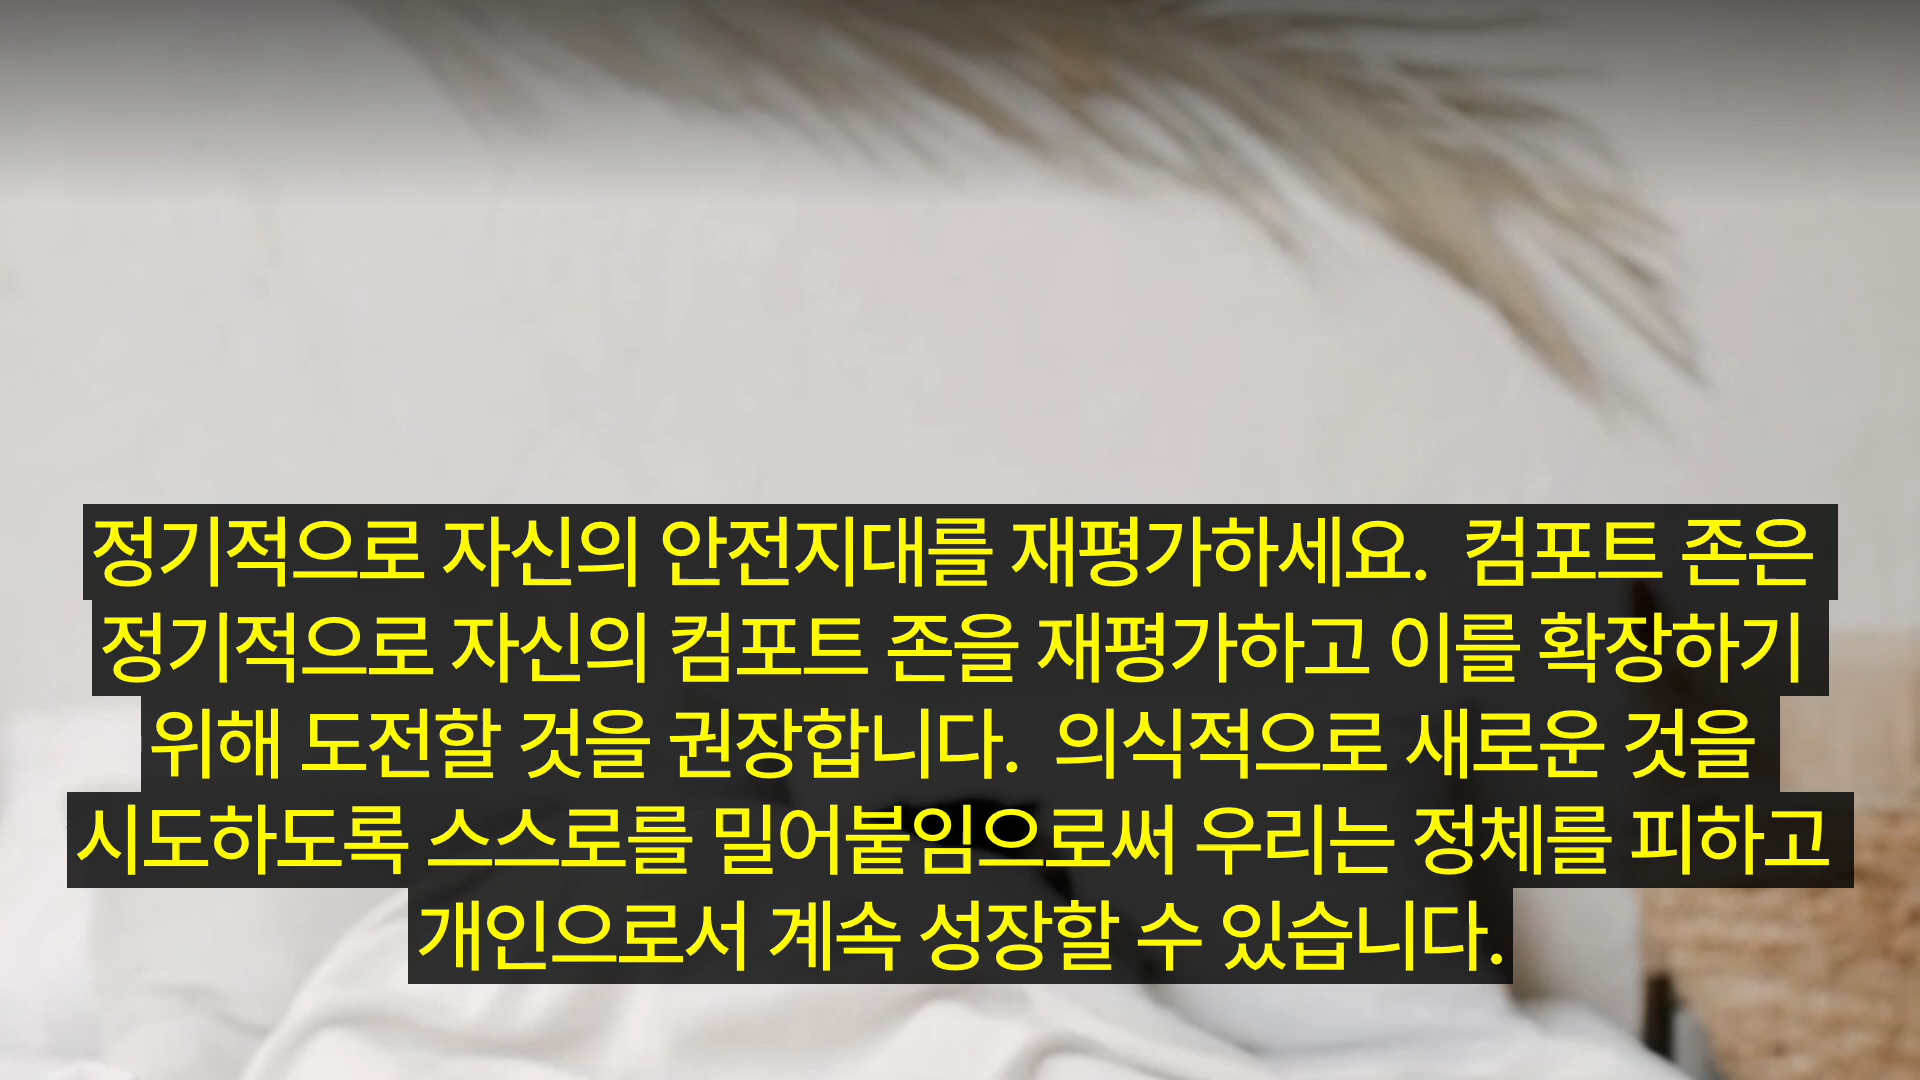 정기적으로 자신의 안전지대를 재평가하세요. 컴포트 존은
정기적으로 자신의 컴포트 존을 재평가하고 이를 확장하기
위해 도전할 것을 권장합니다. 의식적으로 새로운 것을
시도하도록 스스로를 밀어붙임으로써 우리는 정체를 피하고
개인으로서 계속 성장할 수 있습니다.